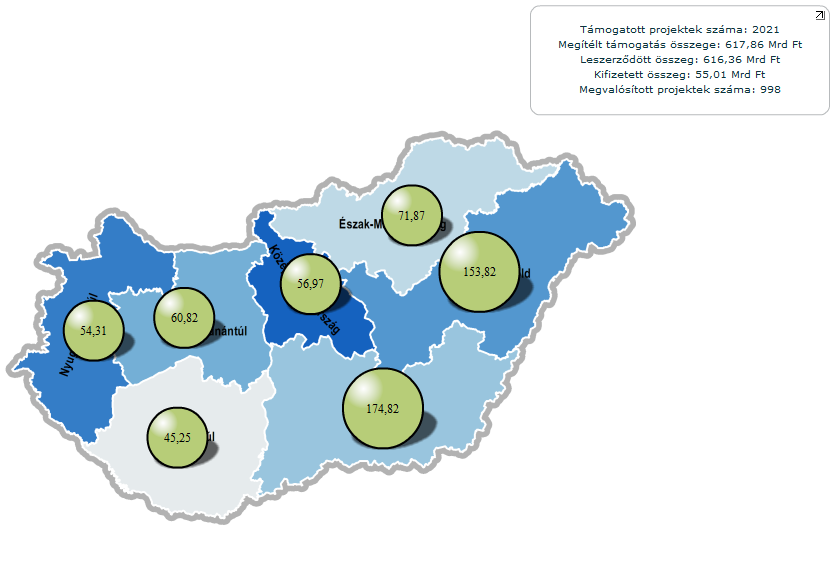 Támogatott projektek száma: 2021
Megítélt támogatás összege: 617,86 Mrd Ft
Leszerződött összeg: 616,36 Mrd Ft
Kifizetett összeg: 55,01 Mrd Ft
Megvalósított projektek száma: 998
71,87
153,82
56,97
60,82
54,31
174,82
45,25